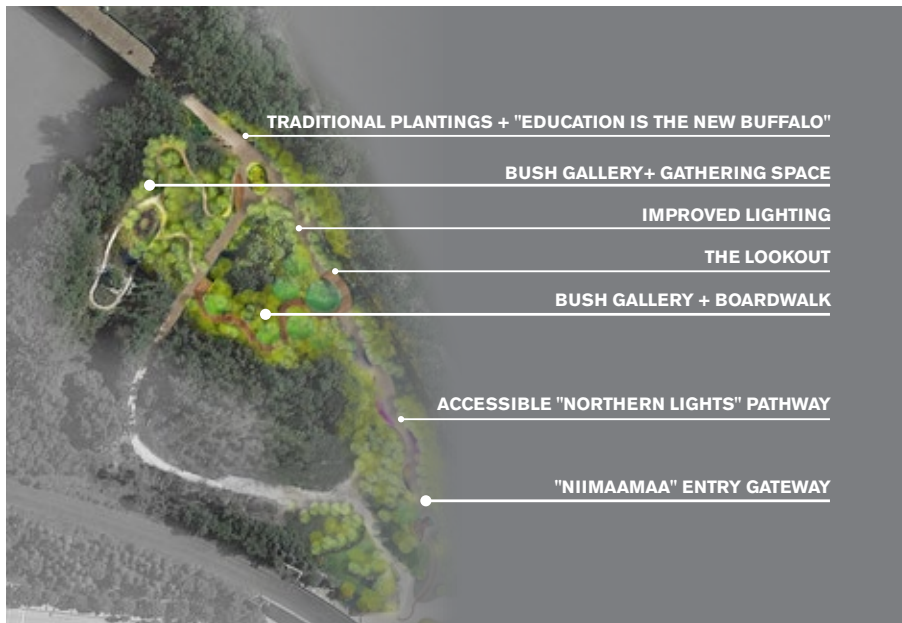 TRADITIONAL PLANTINGS + "EDUCATION IS THE NEW BUFFALO"
BUSH GALLERY+ GATHERING SPACE
IMPROVED LIGHTING
THE LOOKOUT
BUSH GALLERY + BOARDWALK
ACCESSIBLE "NORTHERN LIGHTS" PATHWAY
"NIIMAAMAA" ENTRY GATEWAY